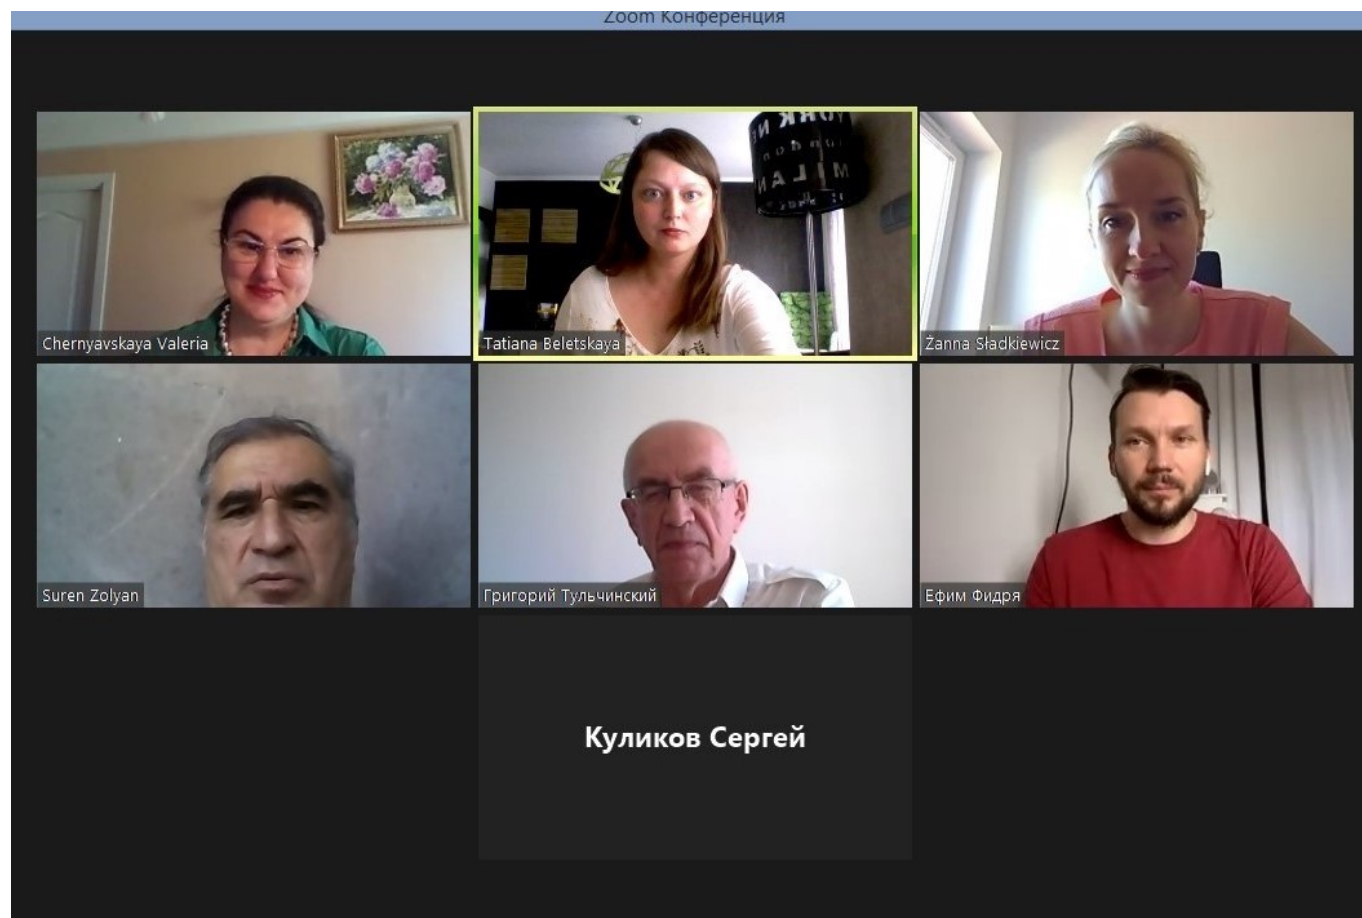 Zoom Конференция
Chernyavskaya Valeria
Tatiana Beletskaya
Żanna Sładkiewicz
Suren Zolyan
Григорий Тульчинский
Ефим Фидря
Куликов Сергей